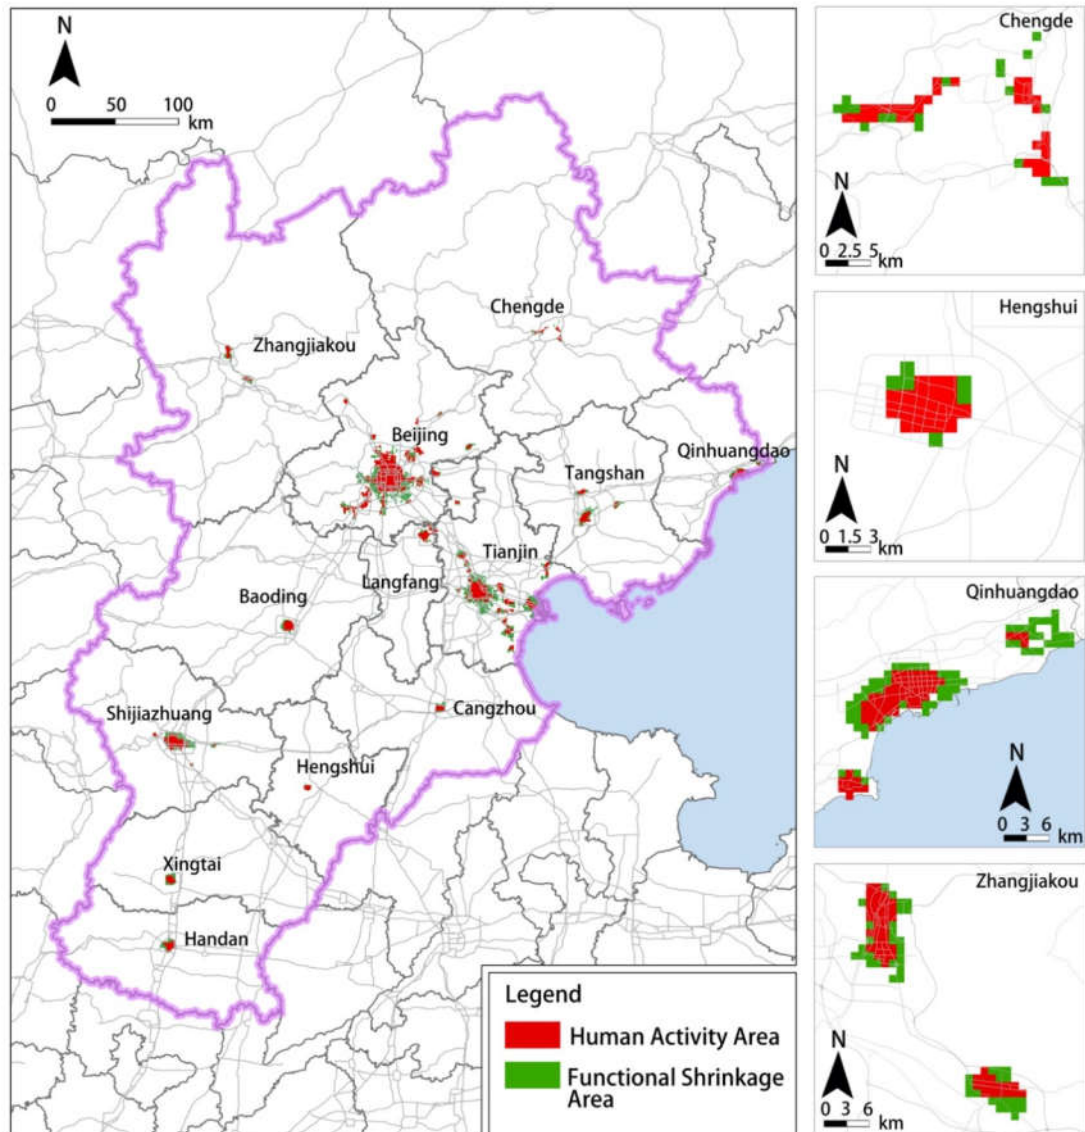 N
0 50 100
km
Chengde
Zhangjiakou
Beijing
Qinhuangdao
Tangshan
Tianjin
Langfang
Baoding
Shijiazhuang
Cangzhou
Hengshui
Xingtai
Handan
Legend
Human Activity Area
Functional Shrinkage
Area
Chengde
N
0 2.5 5
km
Hengshui
N
0 1.5 3
km
Qinhuangdao
N
0 3 6
km
Zhangjiakou
N
0 3 6
km